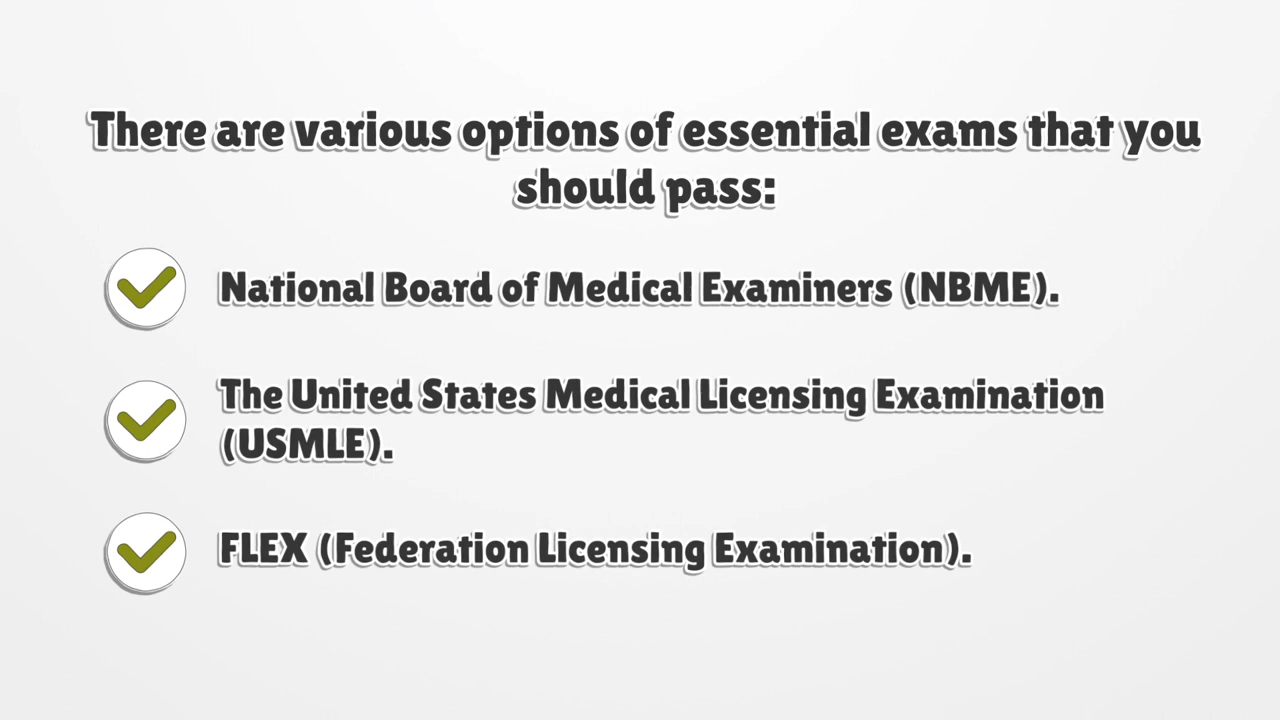 There are various options of essential exams that you
should pass:
National Board of Medical Examiners (NBME).
The United States Medical Licensing Examination
(USMLE).
FLEX (Federation Licensing Examination).